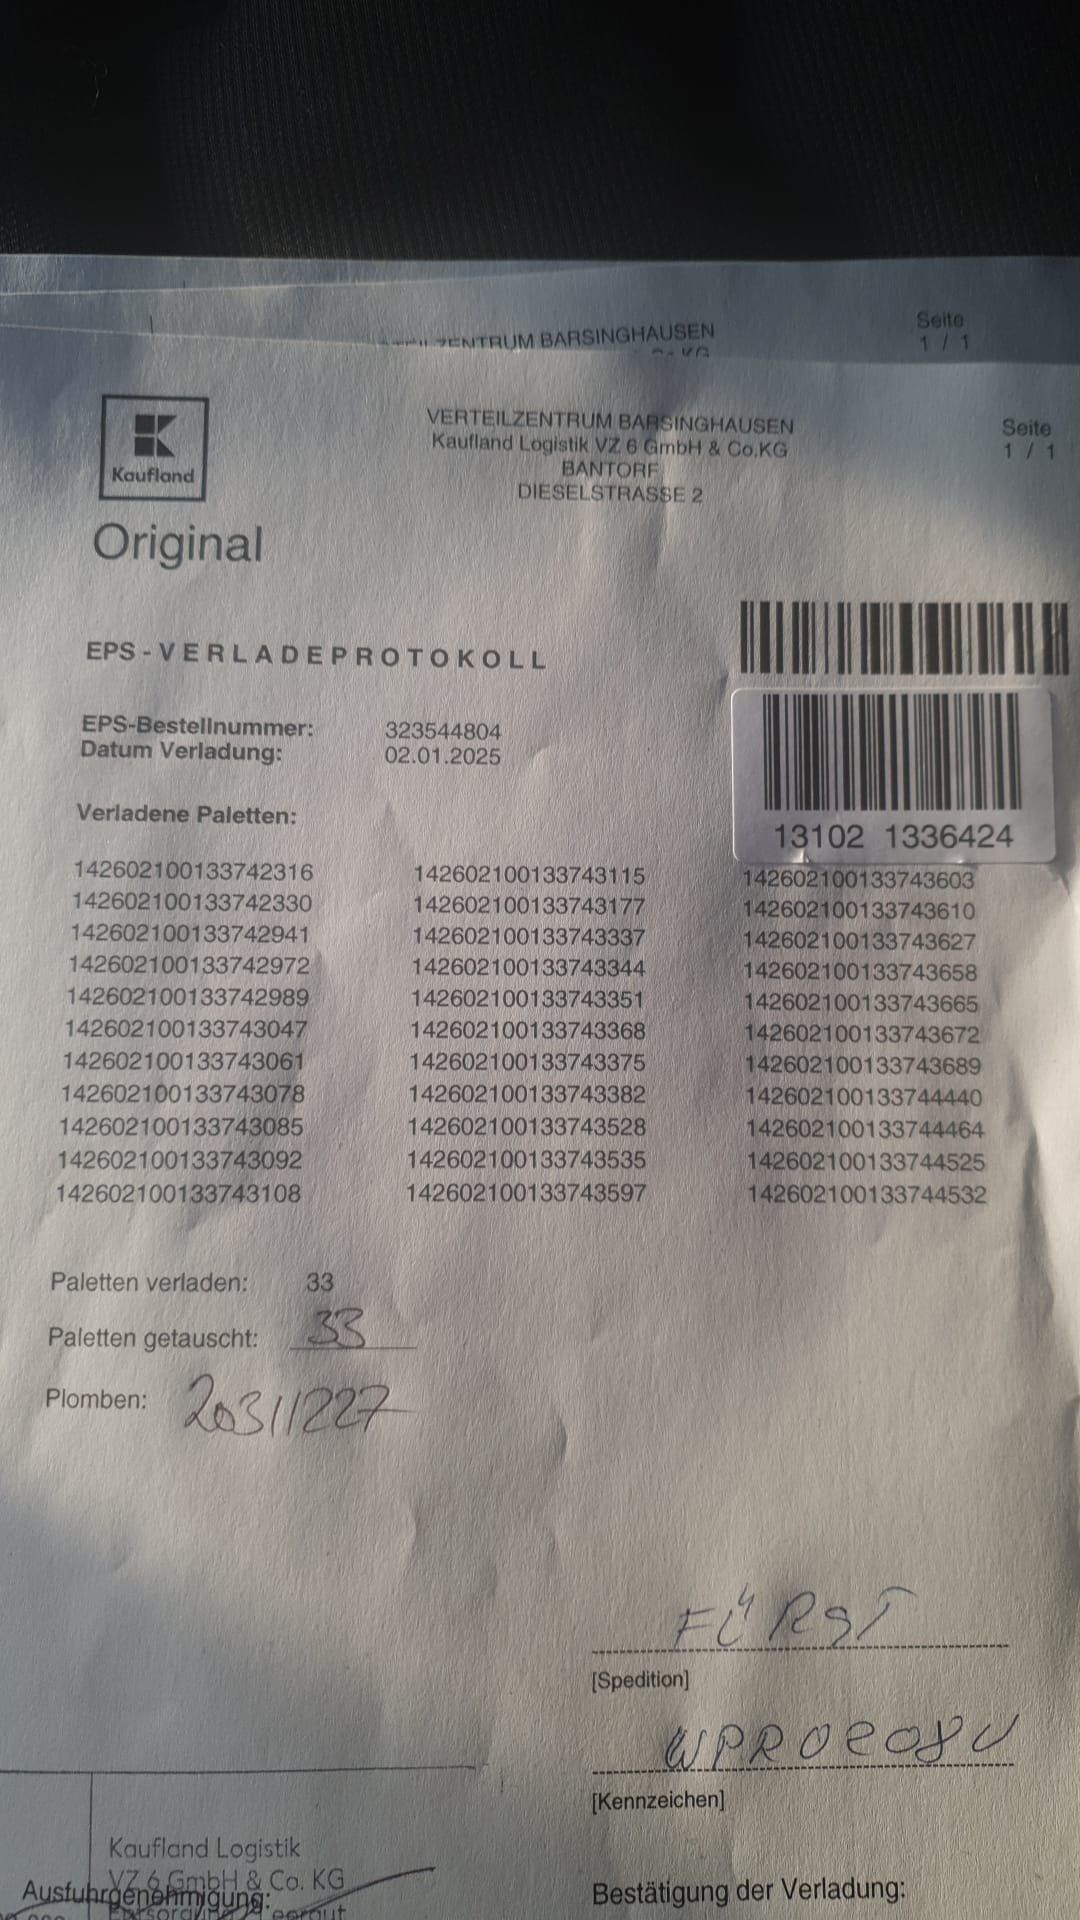 ZENTRUM BARSINGHAUSEN
Seite
1 / 1
Kaufland
VERTEILZENTRUM BARSINGHAUSEN
Kaufland Logistik VZ 6 GmbH & Co.KG
BANTORF
DIESELSTRASSE 2
Seite
1 / 1
Original
EPS - VERLADEPROTOKOLL
EPS-Bestellnummer: 323544804
Datum Verladung: 02.01.2025
13102 1336424
Verladene Paletten:
142602100133742316 142602100133743115 142602100133743603
142602100133742330 142602100133743177 142602100133743610
142602100133742941 142602100133743337 142602100133743627
142602100133742972 142602100133743344 142602100133743658
142602100133742989 142602100133743351 142602100133743665
142602100133743047 142602100133743368 142602100133743672
142602100133743061 142602100133743375 142602100133743689
142602100133743078 142602100133743382 142602100133744440
142602100133743085 142602100133743528 142602100133744464
142602100133743092 142602100133743535 142602100133744525
142602100133743108 142602100133743597 142602100133744532
Paletten verladen: 33
Paletten getauscht: 33
Plomben: 20311227
FÜRST
[Spedition]
[Kennzeichen]
Kaufland Logistik
VZ 6 GmbH & Co. KG
Ausfuhrgenehmigung:
Bestätigung der Verladung: